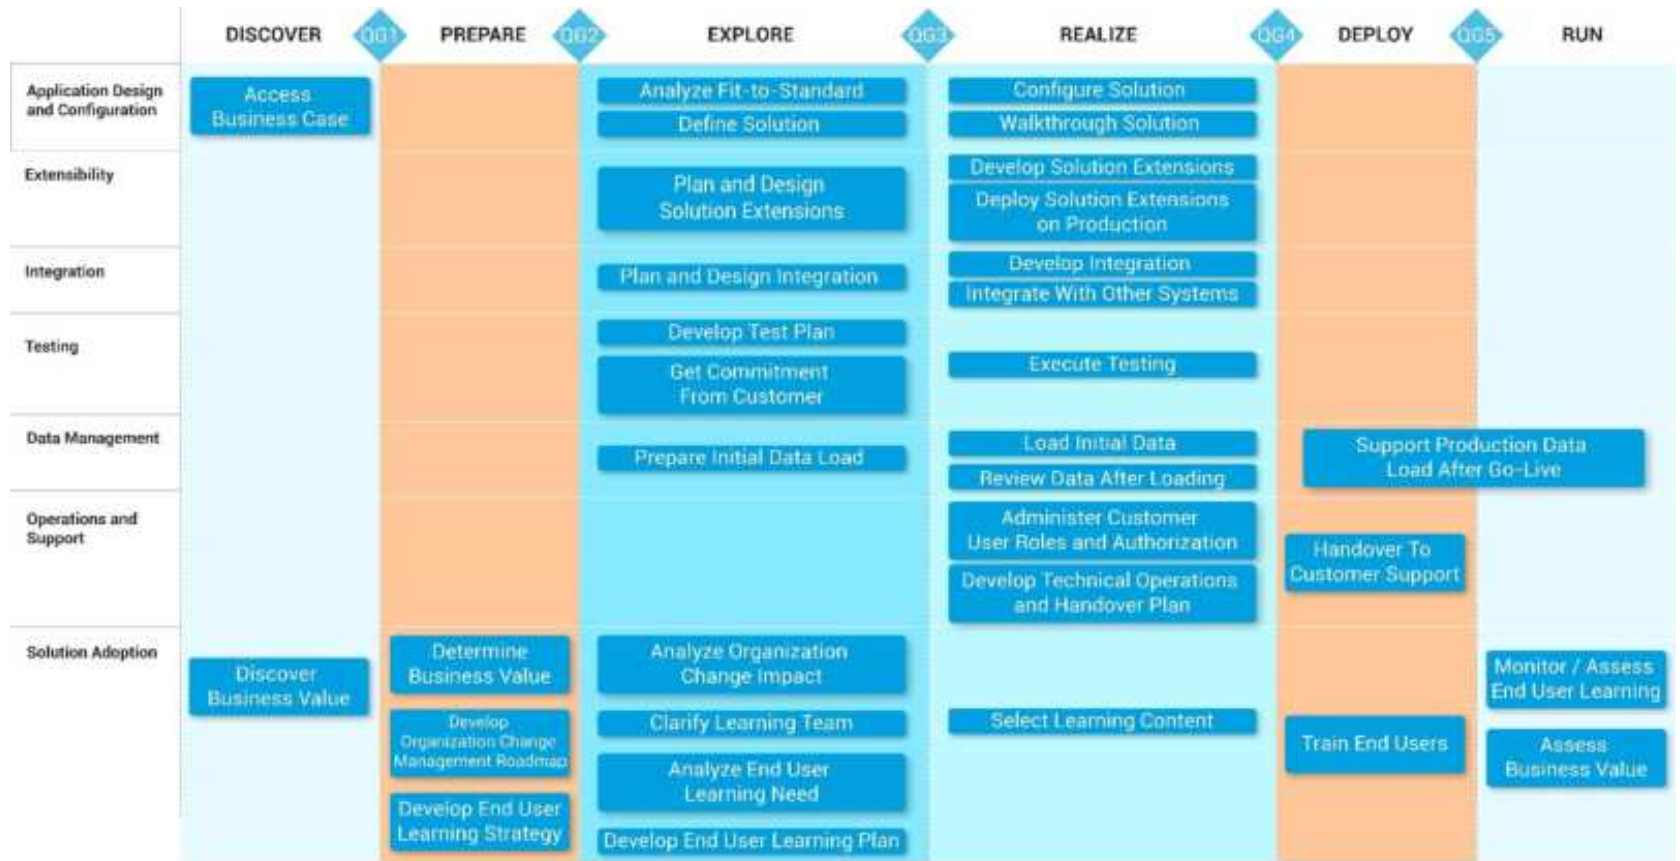 DISCOVER
QG1
PREPARE
QG2
EXPLORE
QG3
REALIZE
QG4
DEPLOY
QG5
RUN
Application Design
and Configuration
Access
Business Case
Analyze Fit-to-Standard
Define Solution
Configure Solution
Walkthrough Solution
Extensibility
Plan and Design
Solution Extensions
Develop Solution Extensions
Deploy Solution Extensions
on Production
Integration
Plan and Design Integration
Develop Integration
Integrate With Other Systems
Testing
Develop Test Plan
Get Commitment
From Customer
Execute Testing
Data Management
Prepare Initial Data Load
Load Initial Data
Review Data After Loading
Support Production Data
Load After Go-Live
Operations and
Support
Administer Customer
User Roles and Authorization
Develop Technical Operations
and Handover Plan
Handover To
Customer Support
Solution Adoption
Discover
Business Value
Determine
Business Value
Develop
Organization Change
Management Roadmap
Develop End User
Learning Strategy
Analyze Organization
Change Impact
Clarify Learning Team
Analyze End User
Learning Need
Develop End User Learning Plan
Select Learning Content
Train End Users
Monitor / Assess
End User Learning
Assess
Business Value